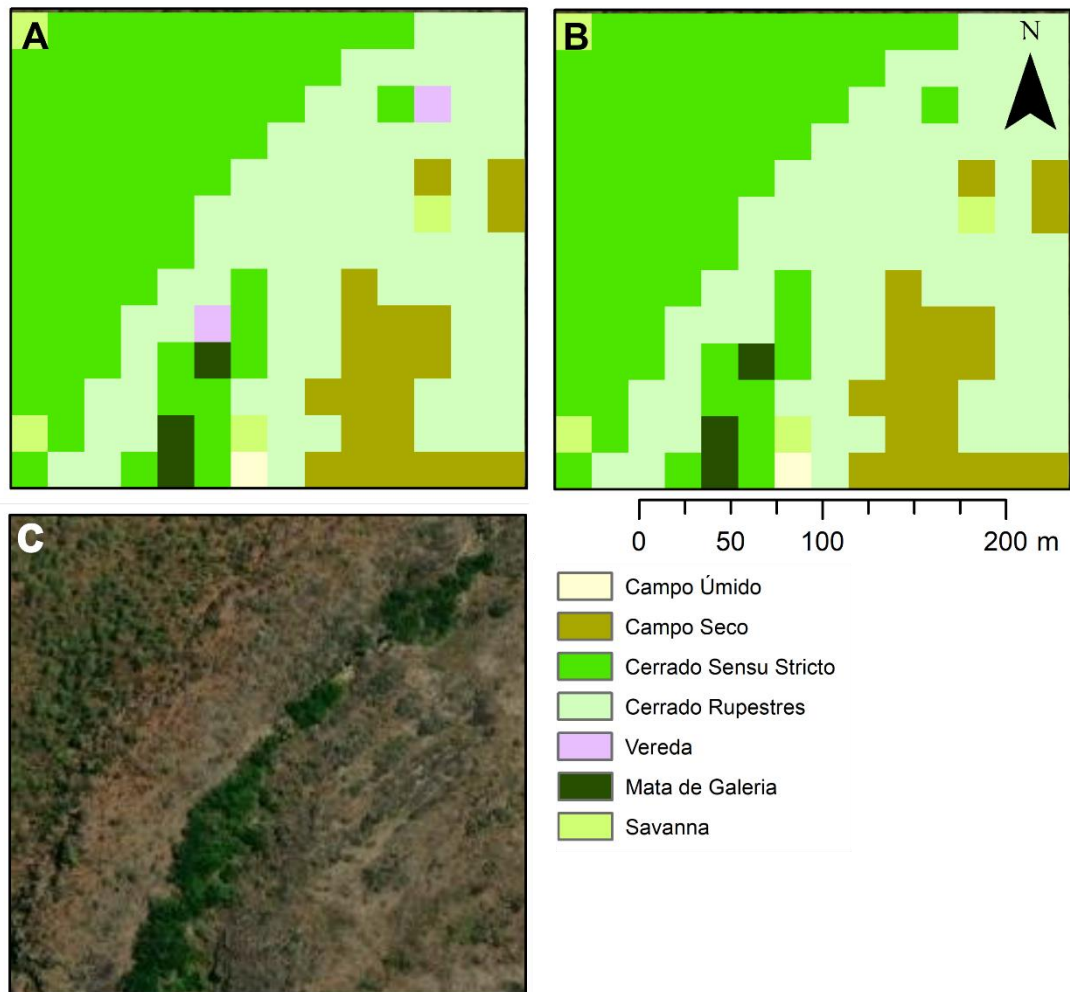 A
B
N
C
0 50 100 200 m
Campo Úmido
Campo Seco
Cerrado Sensu Stricto
Cerrado Rupestres
Vereda
Mata de Galeria
Savanna